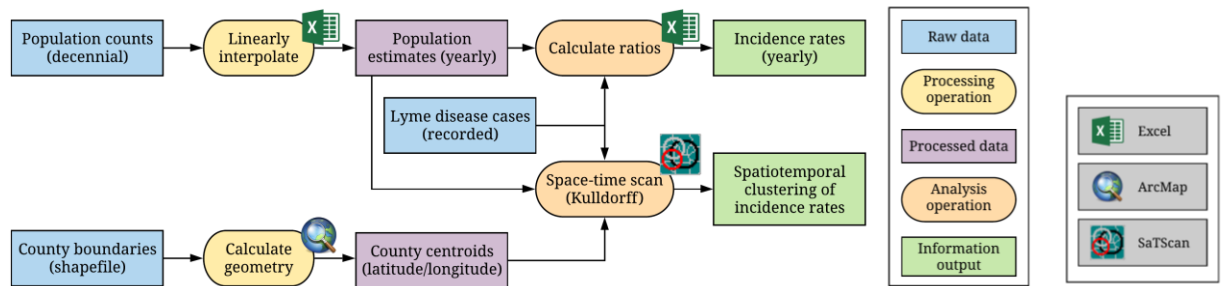 Population counts
(decennial)
Linearly
interpolate
Population
estimates (yearly)
Calculate ratios
Incidence rates
(yearly)
Lyme disease cases
(recorded)
Space-time scan
(Kulldorff)
Spatiotemporal
clustering of
incidence rates
County boundaries
(shapefile)
Calculate
geometry
County centroids
(latitude/longitude)
Raw data
Processing
operation
Processed data
Analysis
operation
Information
output
Excel
ArcMap
SaTScan